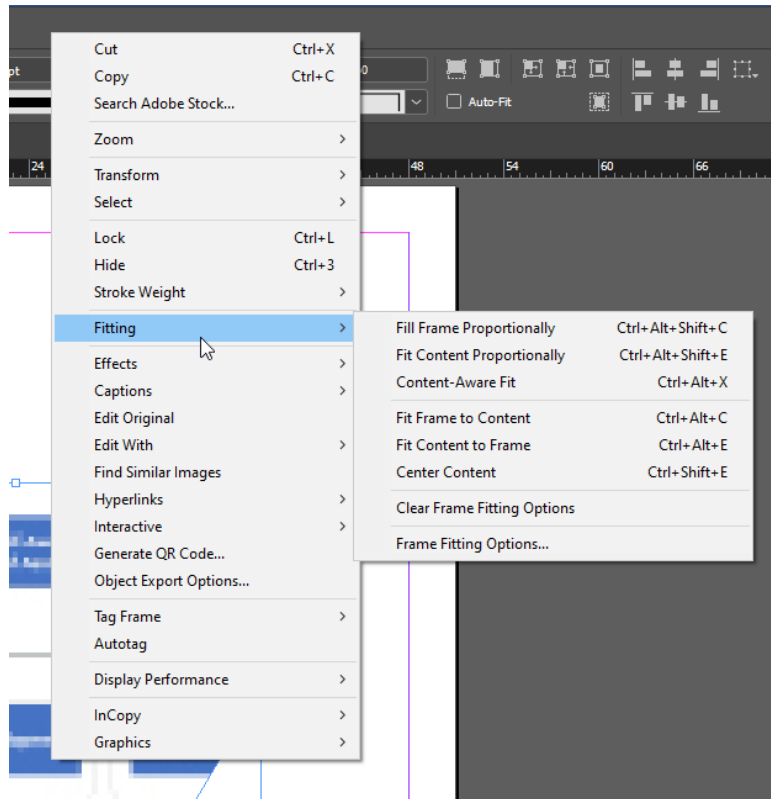 pt
0
Auto-Fit
24
48
54
60
66
Cut Ctrl+X
Copy Ctrl+C
Search Adobe Stock...
Zoom
Transform
Select
Lock Ctrl+L
Hide Ctrl+3
Stroke Weight
Fitting
Effects
Captions
Edit Original
Edit With
Find Similar Images
Hyperlinks
Interactive
Generate QR Code...
Object Export Options...
Tag Frame
Autotag
Display Performance
InCopy
Graphics
Fill Frame Proportionally Ctrl+Alt+Shift+C
Fit Content Proportionally Ctrl+Alt+Shift+E
Content-Aware Fit Ctrl+Alt+X
Fit Frame to Content Ctrl+Alt+C
Fit Content to Frame Ctrl+Alt+E
Center Content Ctrl+Shift+E
Clear Frame Fitting Options
Frame Fitting Options...